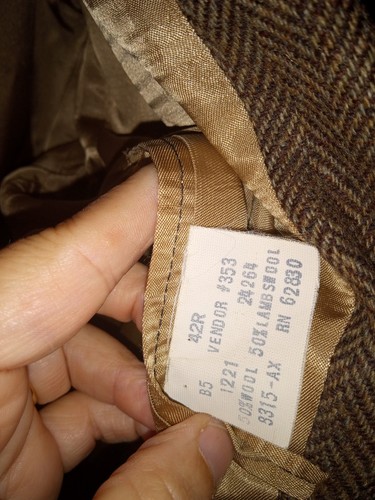 42R
B5 VENDOR #353
1221 24264
50%WOOL 50%LAMBSWOOL
8315-AX RN 62830